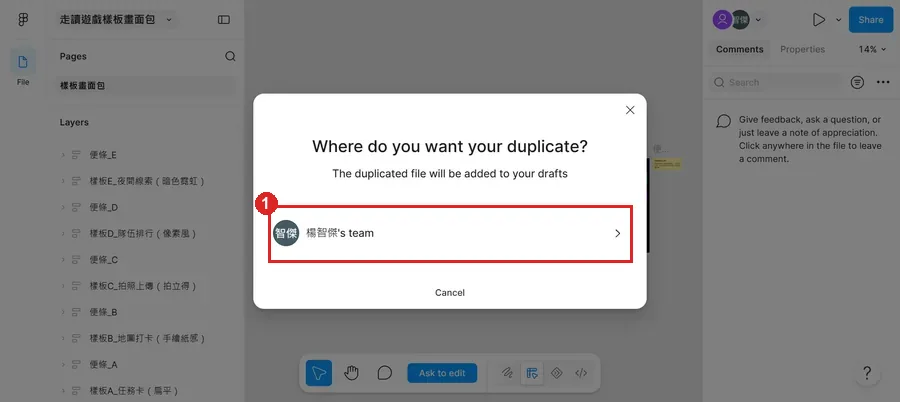 走讀遊戲樣板畫面包
智傑
Share
File
Pages
Comments
Properties
14%
樣板畫面包
Search
Layers
Give feedback, ask a question, or
just leave a note of appreciation.
Click anywhere in the file to leave
a comment.
便條_E
樣板E_夜間線索（暗色霓虹）
便條_D
樣板D_隊伍排行（像素風）
便條_C
樣板C_拍照上傳（拍立得）
便條_B
樣板B_地圖打卡（手繪紙感）
便條_A
樣板A_任務卡（扁平）
Where do you want your duplicate?
The duplicated file will be added to your drafts
1
智傑
楊智傑's team
Cancel
Ask to edit
?